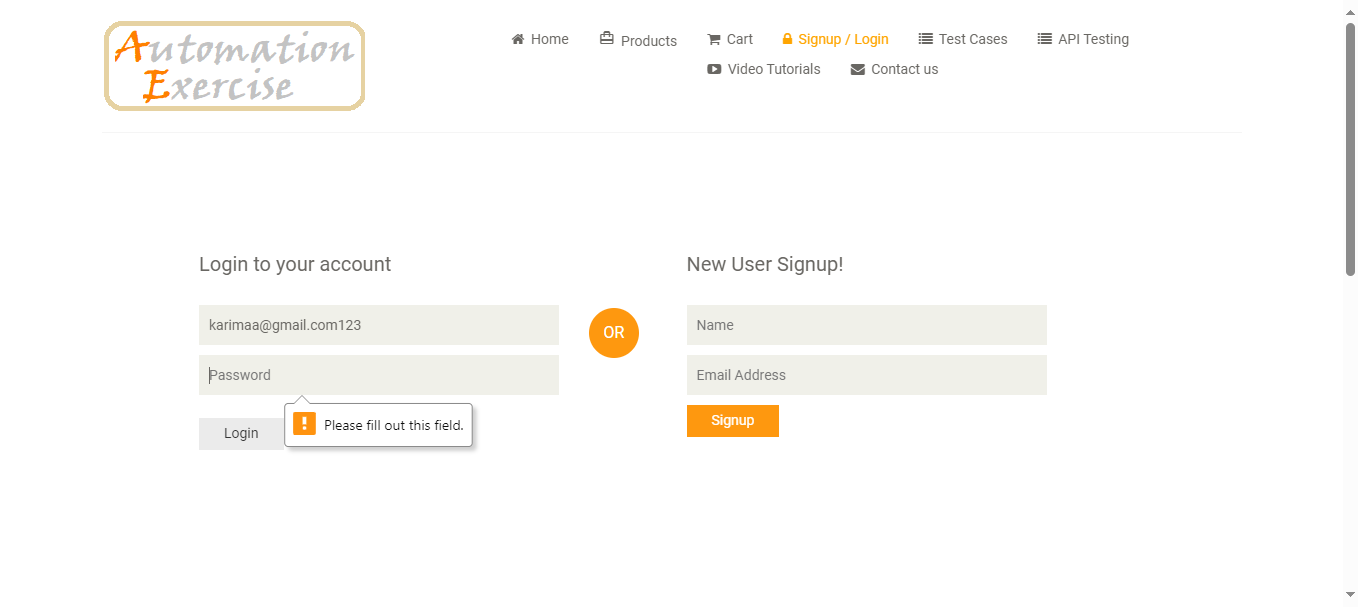 Automation
Exercise
Home Products Cart Signup / Login Test Cases API Testing
Video Tutorials Contact us
Login to your account
karimaa@gmail.com123
Password
Please fill out this field.
Login
OR
New User Signup!
Name
Email Address
Signup